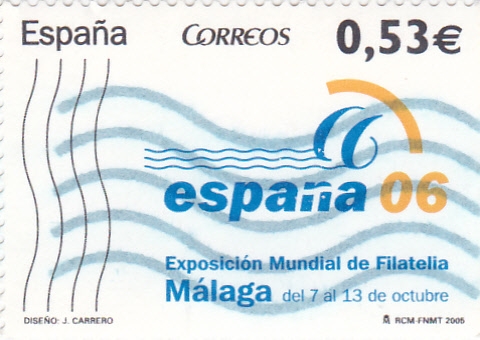 España CORREOS 0,53€
españa 06
Exposición Mundial de Filatelia
Málaga del 7 al 13 de octubre
DISEÑO: J. CARRERO RCM-FNMT 2005